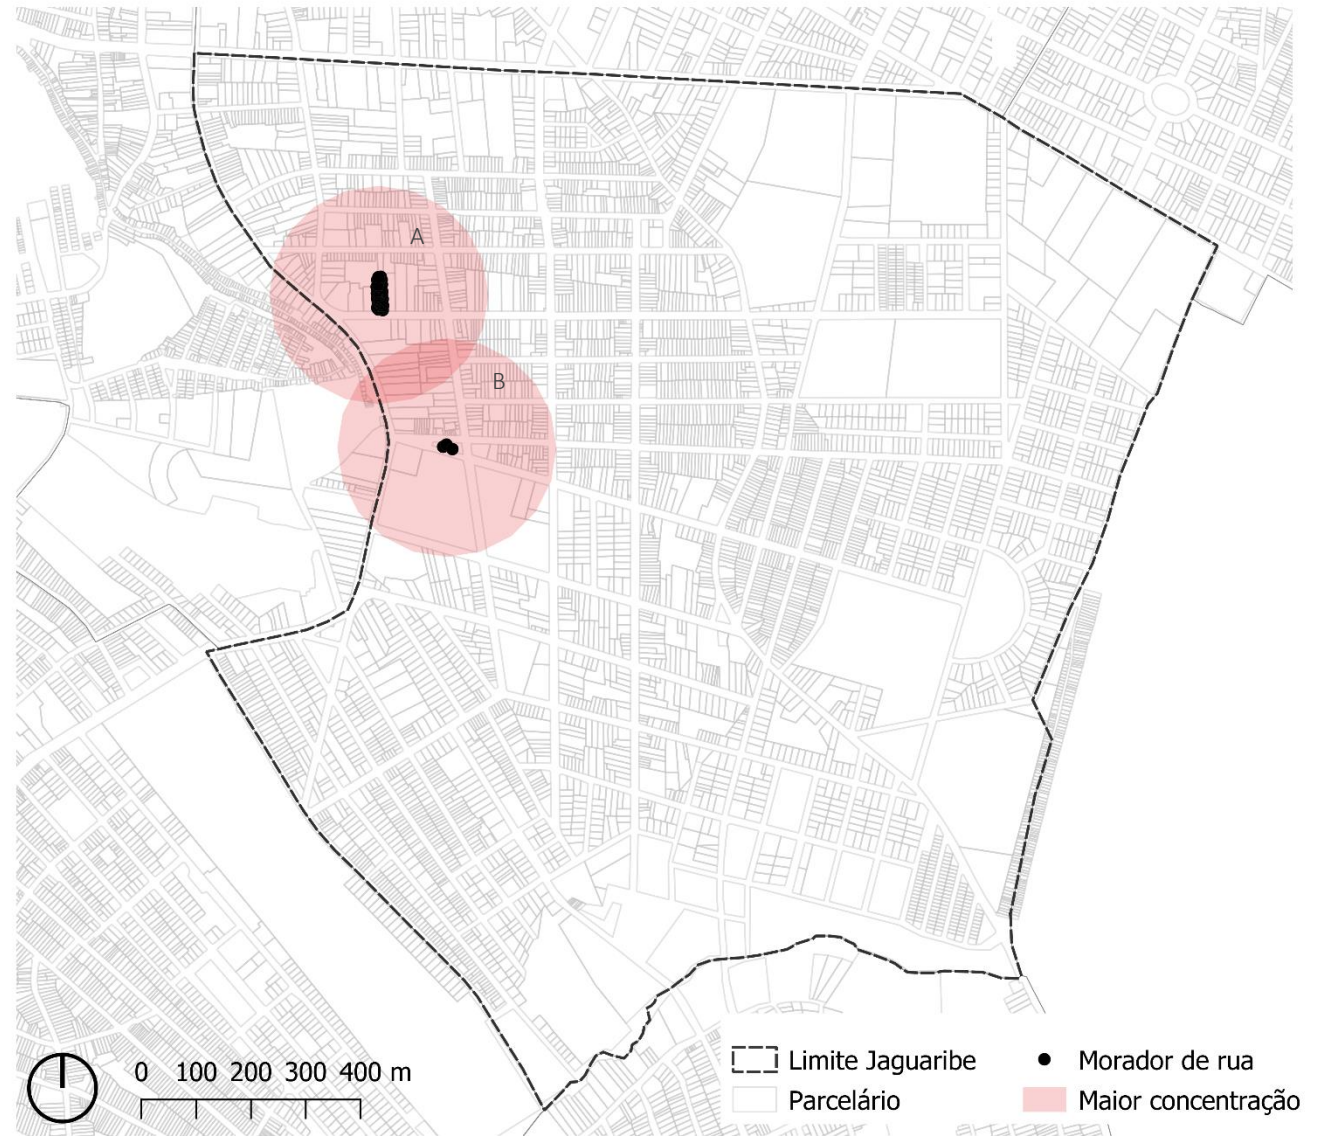 A
B
0 100 200 300 400 m
Limite Jaguaribe
Parcelário
Morador de rua
Maior concentração